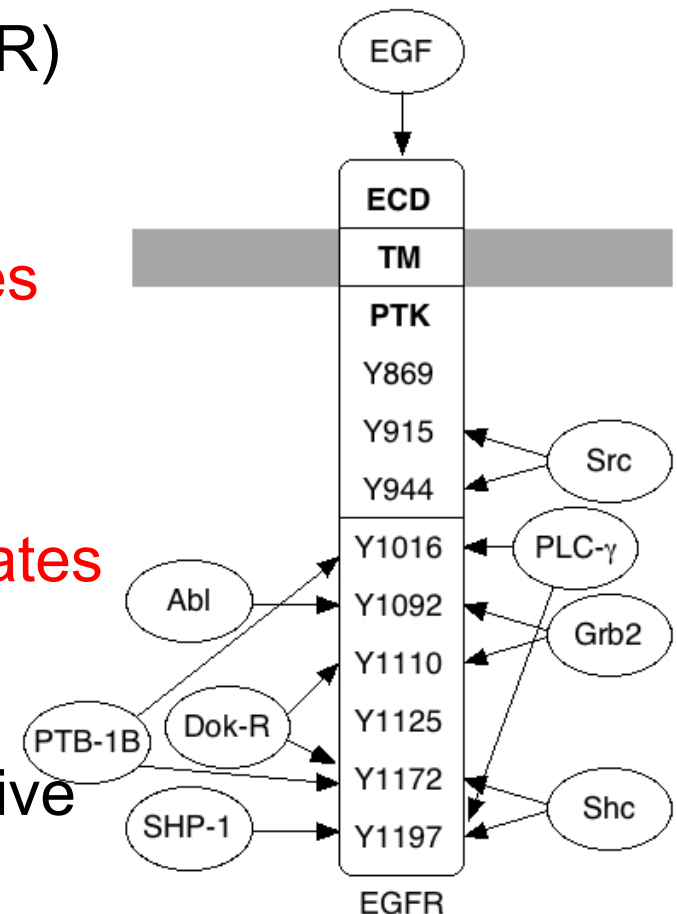 R)
EGF
ECD
es
TM
PTK
Y869
Y915
Src
Y944
ates
Y1016
PLC-γ
Abl
Y1092
Grb2
Y1110
Dok-R
Y1125
PTB-1B
Y1172
ive
Shc
SHP-1
Y1197
EGFR